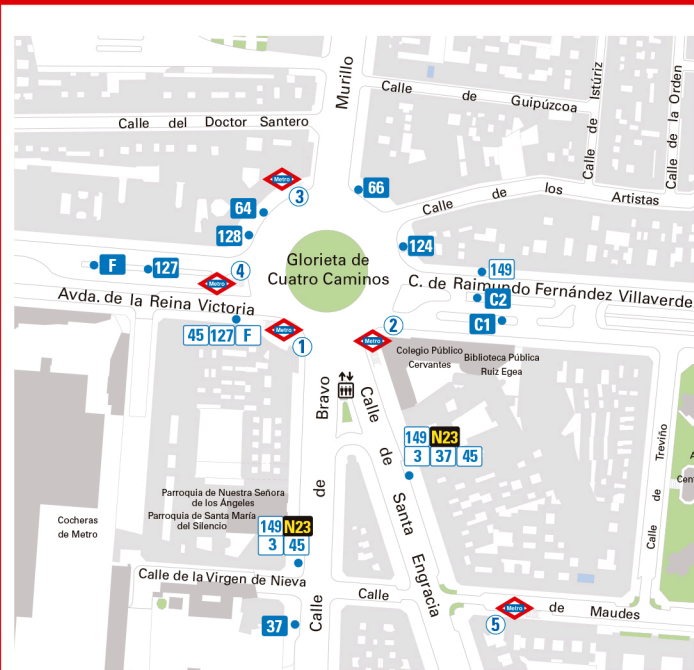 Murillo
Calle de Guipúzcoa
Calle de Istúriz
Calle de la Orden
Calle del Doctor Santero
Metro
3
66
64
Calle de los Artistas
128
124
Glorieta de
Cuatro Caminos
F
127
4
Metro
149
C. de Raimundo Fernández Villaverde
C2
C1
Avda. de la Reina Victoria
45 127 F
Metro
1
2
Metro
Colegio Público
Cervantes
Biblioteca Pública
Ruiz Egea
Calle de Bravo
Calle de Santa Engracia
149 N23
3 37 45
Calle de Treviño
Cen
Parroquia de Nuestra Señora
de los Ángeles
Parroquia de Santa María
del Silencio
149 N23
3 45
Cocheras
de Metro
Calle de la Virgen de Nieva
37
Calle de Maudes
Metro
5